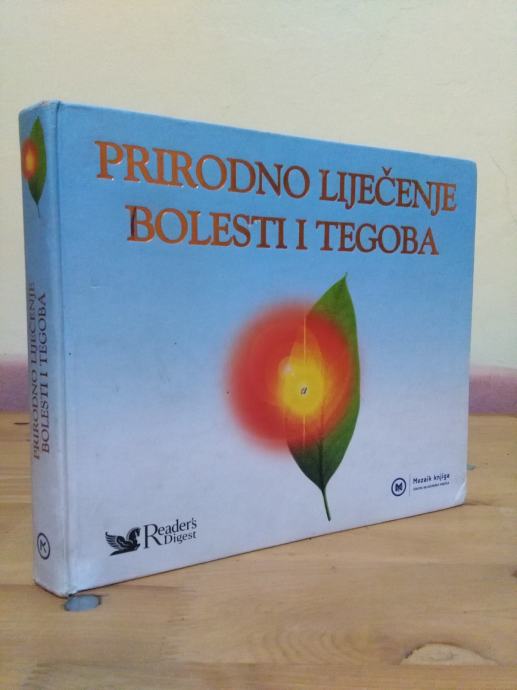 PRIRODNO LIJEČENJE
BOLESTI I TEGOBA
PRIRODNO LIJEČENJE
BOLESTI I TEGOBA
Reader's
Digest
Mozaik knjiga